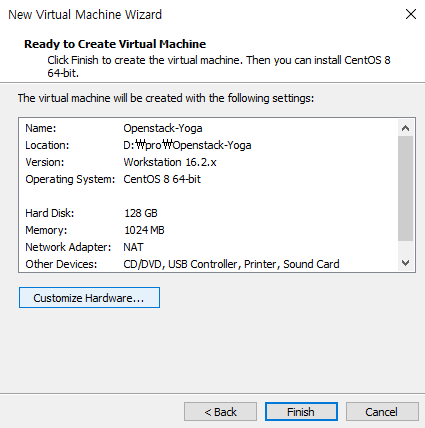 New Virtual Machine Wizard
Ready to Create Virtual Machine
Click Finish to create the virtual machine. Then you can install CentOS 8
64-bit.
The virtual machine will be created with the following settings:
Name: Openstack-Yoga
Location: D:₩pro₩Openstack-Yoga
Version: Workstation 16.2.x
Operating System: CentOS 8 64-bit
Hard Disk: 128 GB
Memory: 1024 MB
Network Adapter: NAT
Other Devices: CD/DVD, USB Controller, Printer, Sound Card
Customize Hardware...
< Back Finish Cancel